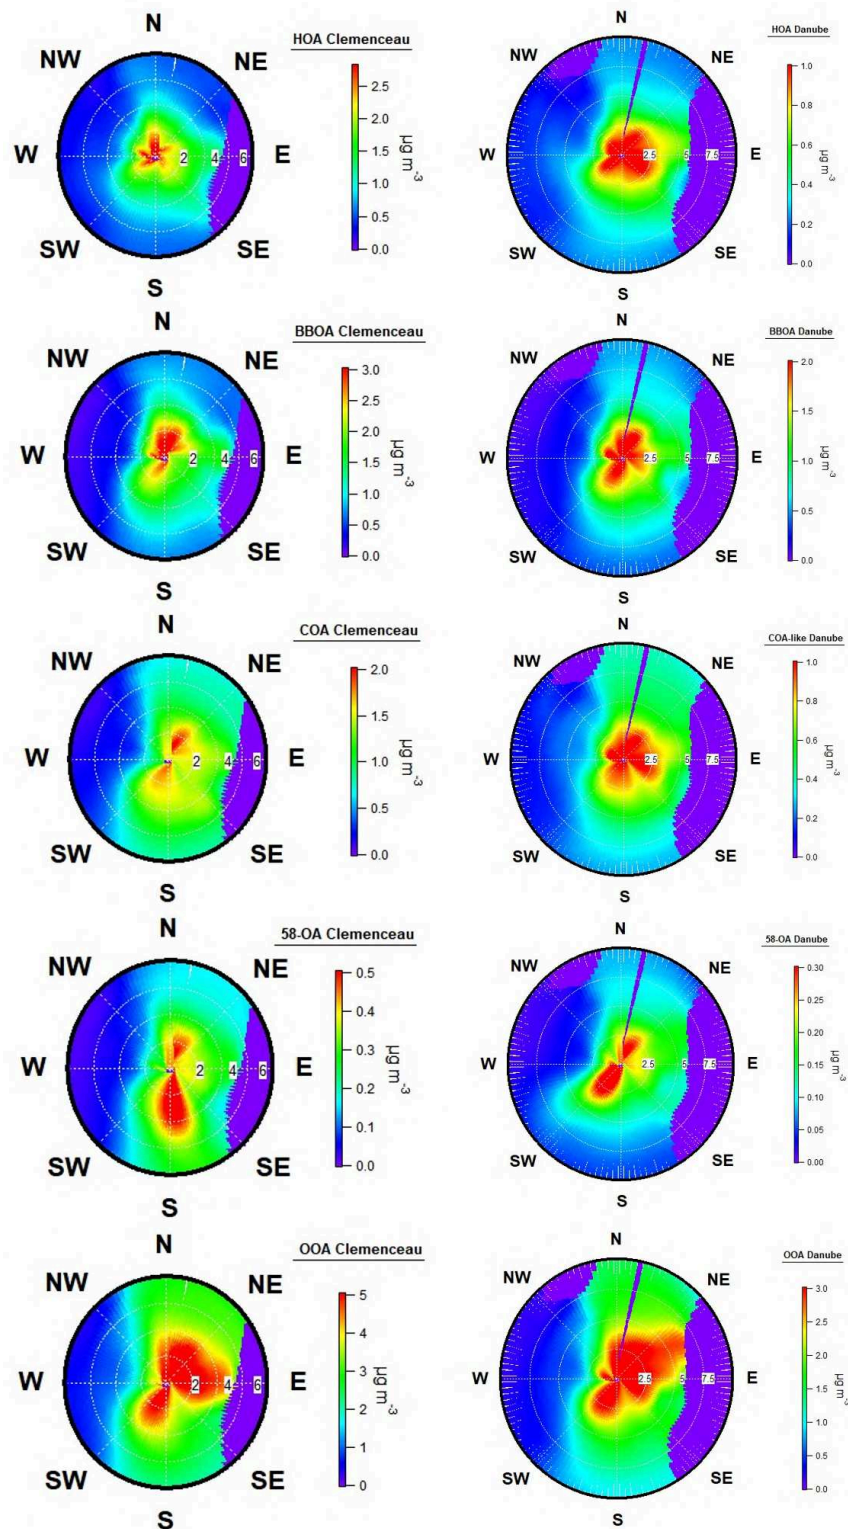 HOA Clemenceau
N
NW
NE
W
E
SW
SE
S
2
4
6
2.5
2.0
1.5
1.0
0.5
0.0
µg m-3
HOA Danube
N
NW
NE
W
E
SW
SE
S
2.5
5
7.5
1.0
0.8
0.6
0.4
0.2
0.0
µg m-3
BBOA Clemenceau
N
NW
NE
W
E
SW
SE
S
2
4
6
3.0
2.5
2.0
1.5
1.0
0.5
0.0
µg m-3
BBOA Danube
N
NW
NE
W
E
SW
SE
S
2.5
5
7.5
2.0
1.5
1.0
0.5
0.0
µg m-3
COA Clemenceau
N
NW
NE
W
E
SW
SE
S
2
4
6
2.0
1.5
1.0
0.5
0.0
µg m-3
COA-like Danube
N
NW
NE
W
E
SW
SE
S
2.5
5
7.5
1.0
0.8
0.6
0.4
0.2
0.0
µg m-3
58-OA Clemenceau
N
NW
NE
W
E
SW
SE
S
2
4
6
0.5
0.4
0.3
0.2
0.1
0.0
µg m-3
58-OA Danube
N
NW
NE
W
E
SW
SE
S
2.5
5
7.5
0.30
0.25
0.20
0.15
0.10
0.05
0.00
µg m-3
OOA Clemenceau
N
NW
NE
W
E
SW
SE
S
2
4
6
5
4
3
2
1
0
µg m-3
OOA Danube
N
NW
NE
W
E
SW
SE
S
2.5
5
7.5
3.0
2.5
2.0
1.5
1.0
0.5
0.0
µg m-3